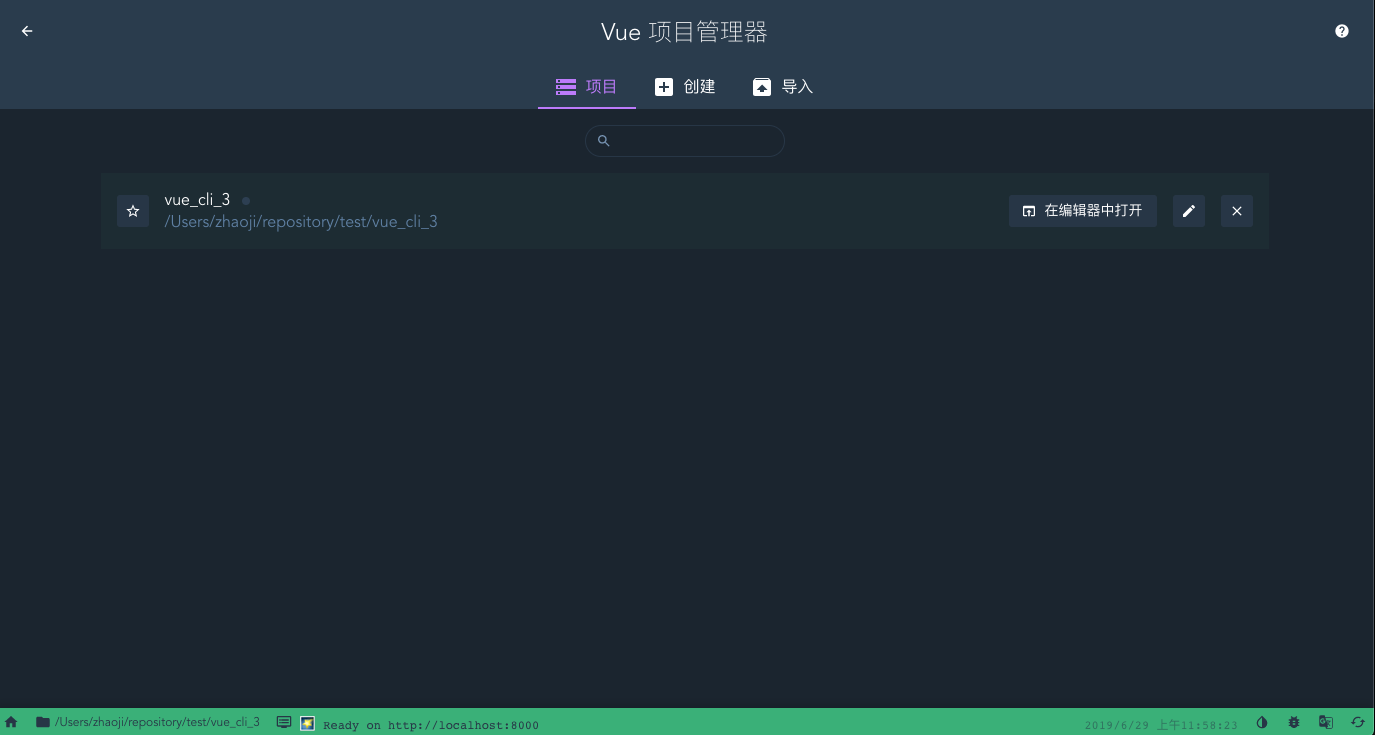 Vue 项目管理器
项目 创建 导入
vue_cli_3
/Users/zhaoji/repository/test/vue_cli_3
在编辑器中打开
/Users/zhaoji/repository/test/vue_cli_3 Ready on http://localhost:8000 2019/6/29 上午11:58:23